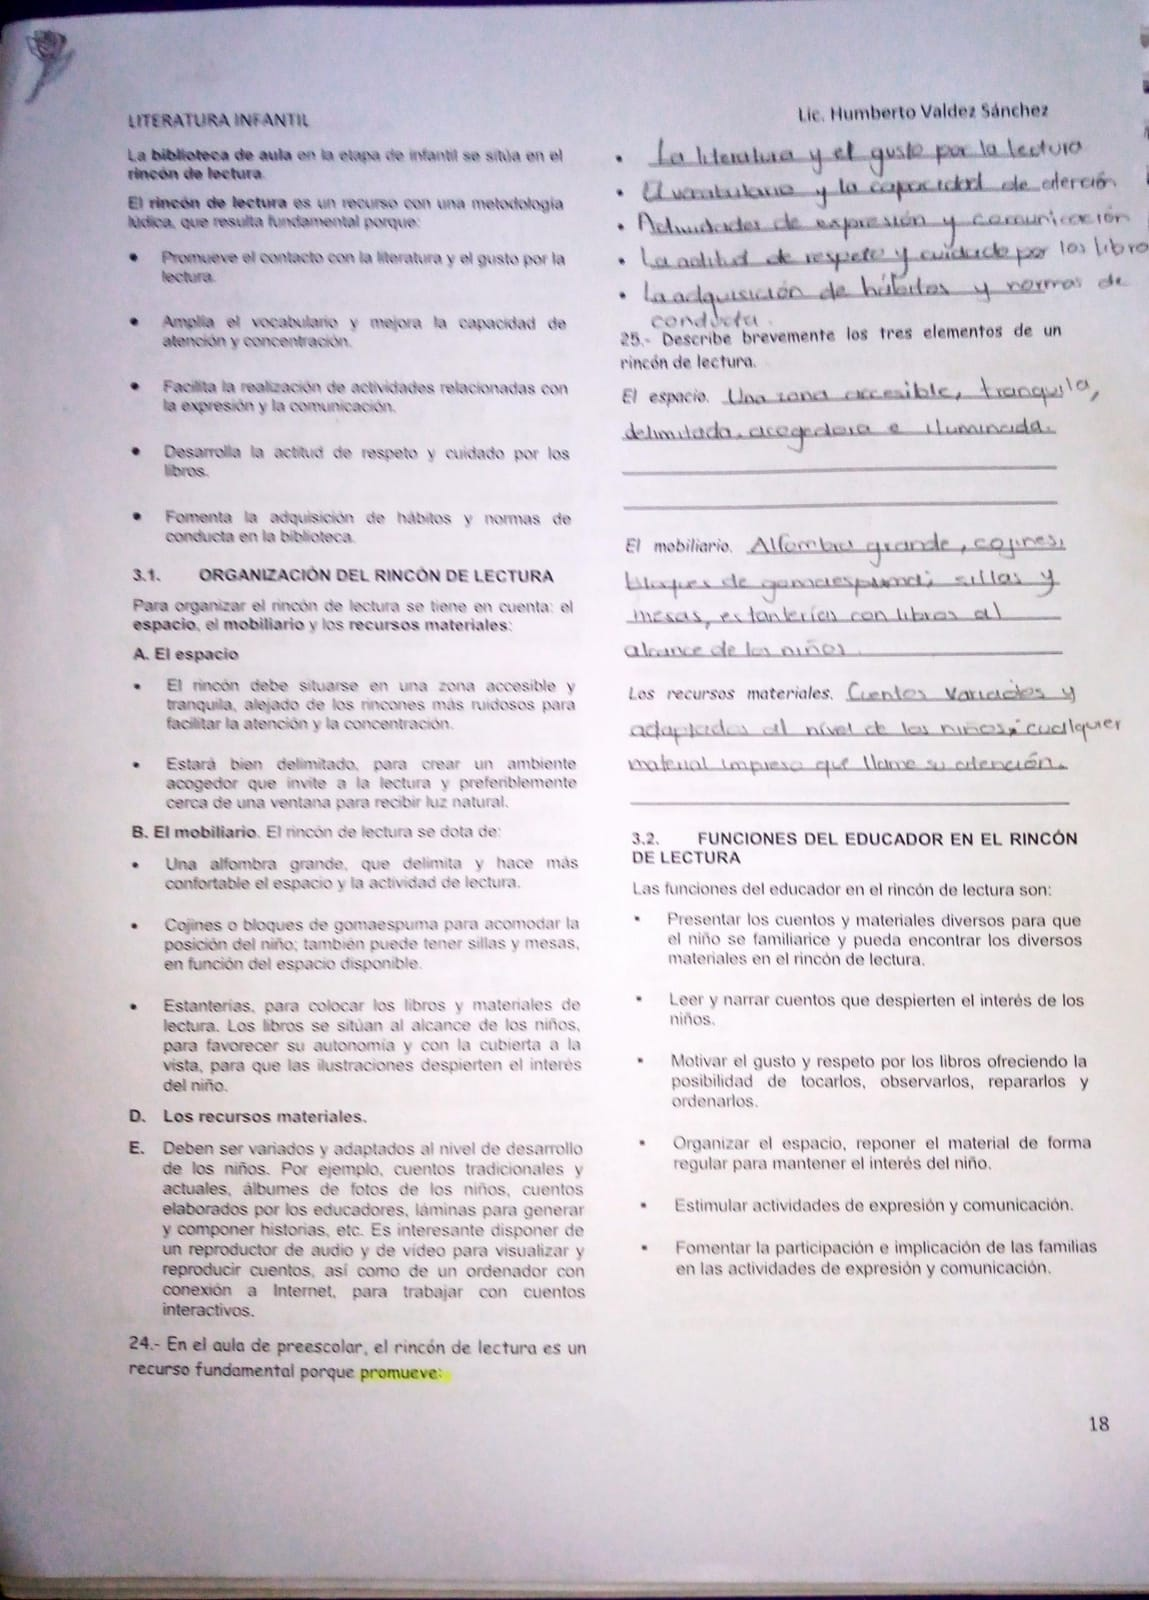 LITERATURA INFANTIL
Lic. Humberto Valdez Sánchez
La biblioteca de aula en la etapa de infantil se sitúa en el
rincón de lectura.
El rincón de lectura es un recurso con una metodología
lúdica, que resulta fundamental porque:
• Promueve el contacto con la literatura y el gusto por la
lectura.
• Amplía el vocabulario y mejora la capacidad de
atención y concentración.
• Facilita la realización de actividades relacionadas con
la expresión y la comunicación.
• Desarrolla la actitud de respeto y cuidado por los
libros.
• Fomenta la adquisición de hábitos y normas de
conducta en la biblioteca.
3.1. ORGANIZACIÓN DEL RINCÓN DE LECTURA
Para organizar el rincón de lectura se tiene en cuenta: el
espacio, el mobiliario y los recursos materiales:
A. El espacio
• El rincón debe situarse en una zona accesible y
tranquila, alejado de los rincones más ruidosos para
facilitar la atención y la concentración.
• Estará bien delimitado, para crear un ambiente
acogedor que invite a la lectura y preferiblemente
cerca de una ventana para recibir luz natural.
B. El mobiliario. El rincón de lectura se dota de:
• Una alfombra grande, que delimita y hace más
confortable el espacio y la actividad de lectura.
• Cojines o bloques de gomaespuma para acomodar la
posición del niño; también puede tener sillas y mesas,
en función del espacio disponible.
• Estanterías, para colocar los libros y materiales de
lectura. Los libros se sitúan al alcance de los niños,
para favorecer su autonomía y con la cubierta a la
vista, para que las ilustraciones despierten el interés
del niño.
D. Los recursos materiales.
E. Deben ser variados y adaptados al nivel de desarrollo
de los niños. Por ejemplo, cuentos tradicionales y
actuales, álbumes de fotos de los niños, cuentos
elaborados por los educadores, láminas para generar
y componer historias, etc. Es interesante disponer de
un reproductor de audio y de vídeo para visualizar y
reproducir cuentos, así como de un ordenador con
conexión a Internet, para trabajar con cuentos
interactivos.
24.- En el aula de preescolar, el rincón de lectura es un
recurso fundamental porque promueve:
• La literatura y el gusto por la lectura
• El vocabulario y la capacidad de atención
• Actividades de expresión y comunicación
• La actitud de respeto y cuidado por los libro
• La adquisición de hábitos y normas de
conducta.
25.- Describe brevemente los tres elementos de un
rincón de lectura.
El espacio. Una zona accesible, tranquila,
delimitada, acogedora e iluminada.
El mobiliario. Alfombra grande, cojines,
bloques de gomaespuma; sillas y
mesas, estanterías con libros al
alcance de los niños.
Los recursos materiales. Cuentos variados y
adaptados al nivel de los niños; cuallquier
material impreso que llame su atención.
3.2. FUNCIONES DEL EDUCADOR EN EL RINCÓN
DE LECTURA
Las funciones del educador en el rincón de lectura son:
• Presentar los cuentos y materiales diversos para que
el niño se familiarice y pueda encontrar los diversos
materiales en el rincón de lectura.
• Leer y narrar cuentos que despierten el interés de los
niños.
• Motivar el gusto y respeto por los libros ofreciendo la
posibilidad de tocarlos, observarlos, repararlos y
ordenarlos.
• Organizar el espacio, reponer el material de forma
regular para mantener el interés del niño.
• Estimular actividades de expresión y comunicación.
• Fomentar la participación e implicación de las familias
en las actividades de expresión y comunicación.
18